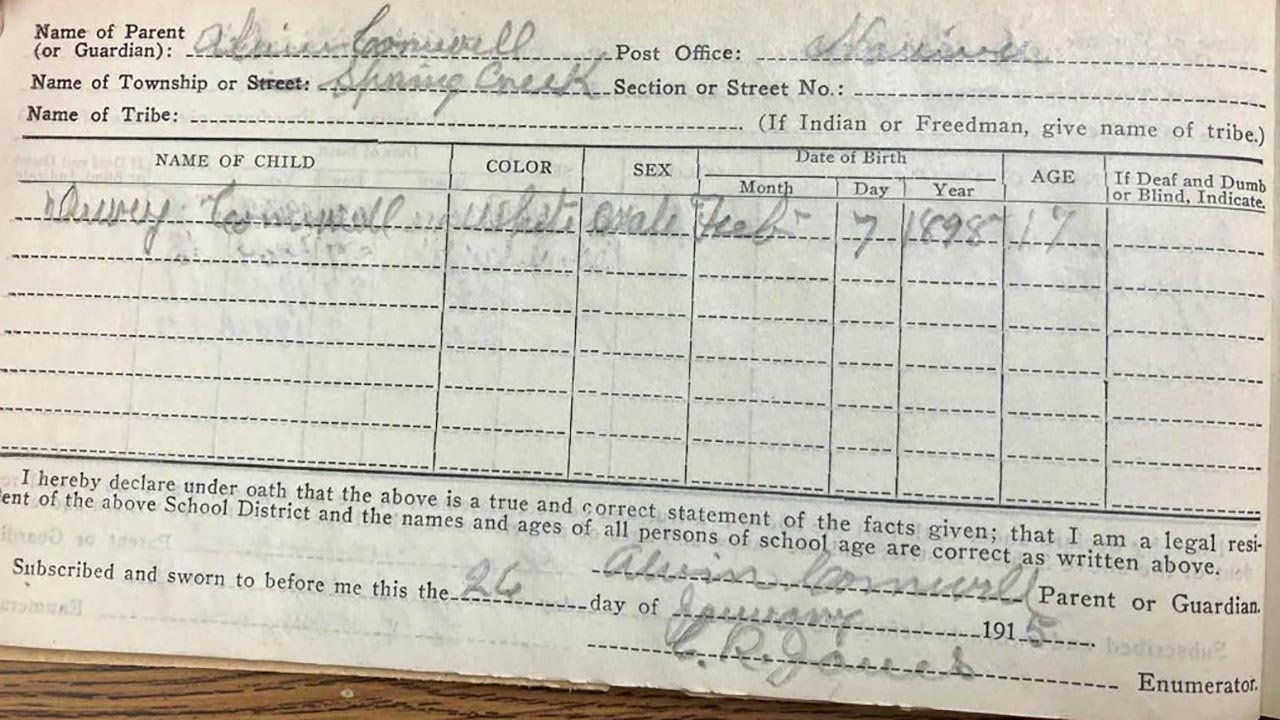 Name of Parent
(or Guardian): Alvin Cornwell Post Office:
Name of Township or Street: Spring Creek Section or Street No.:
Name of Tribe: (If Indian or Freedman, give name of tribe.)
NAME OF CHILD COLOR SEX Date of Birth AGE If Deaf and Dumb
Month Day Year or Blind, Indicate.
Dewey Cornwell white male Feb 7 1898 17
I hereby declare under oath that the above is a true and correct statement of the facts given; that I am a legal resi-
ent of the above School District and the names and ages of all persons of school age are correct as written above.
Alvin Cornwell Parent or Guardian.
Subscribed and sworn to before me this the 26 day of January 1915
C. R. Jones Enumerator.